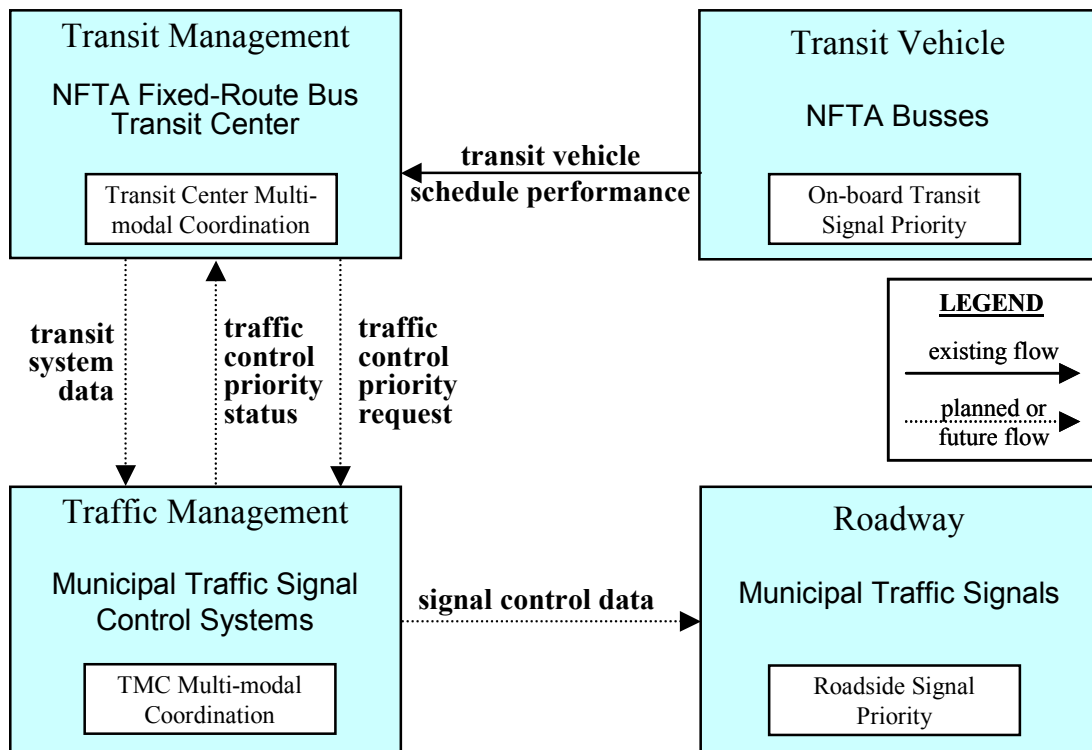 Transit Management
NFTA Fixed-Route Bus
Transit Center
Transit Center Multi-
modal Coordination
transit vehicle
schedule performance
Transit Vehicle
NFTA Busses
On-board Transit
Signal Priority
transit
system
data
traffic
control
priority
status
traffic
control
priority
request
LEGEND
existing flow
planned or
future flow
Traffic Management
Municipal Traffic Signal
Control Systems
TMC Multi-modal
Coordination
signal control data
Roadway
Municipal Traffic Signals
Roadside Signal
Priority